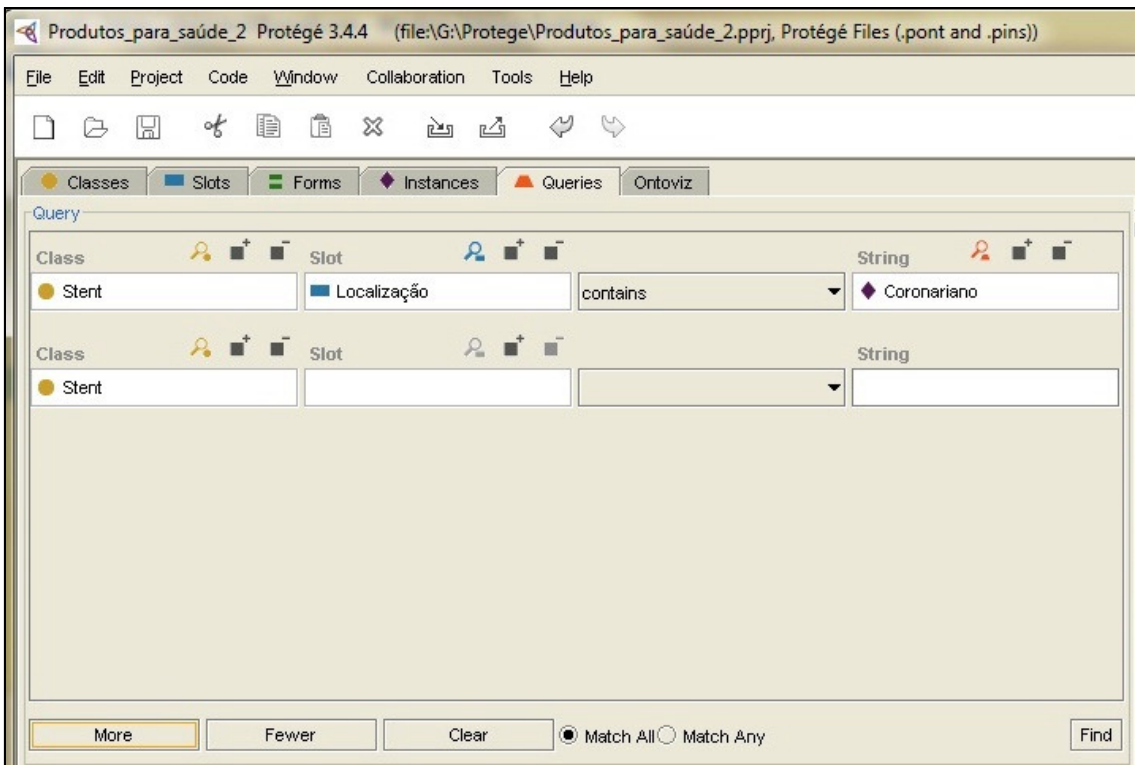 Produtos_para_saúde_2 Protégé 3.4.4 (file:\G:\Protege\Produtos_para_saúde_2.pprj, Protégé Files (.pont and .pins))
File Edit Project Code Window Collaboration Tools Help
Classes Slots Forms Instances Queries Ontoviz
Query
Class Slot String
Stent Localização contains Coronariano
Class Slot String
Stent
More Fewer Clear Match All Match Any Find